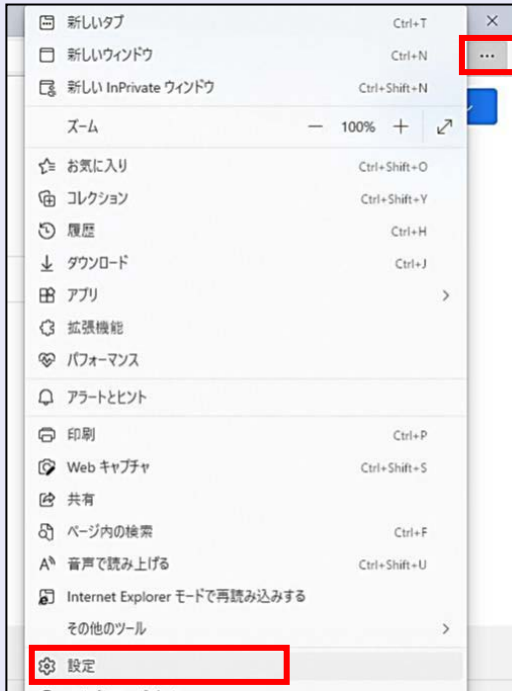 新しいタブ Ctrl+T
新しいウィンドウ Ctrl+N
新しい InPrivate ウィンドウ Ctrl+Shift+N
ズーム 100%
お気に入り Ctrl+Shift+O
コレクション Ctrl+Shift+Y
履歴 Ctrl+H
ダウンロード Ctrl+J
アプリ
拡張機能
パフォーマンス
アラートとヒント
印刷 Ctrl+P
Web キャプチャ Ctrl+Shift+S
共有
ページ内の検索 Ctrl+F
音声で読み上げる Ctrl+Shift+U
Internet Explorer モードで再読み込みする
その他のツール
設定